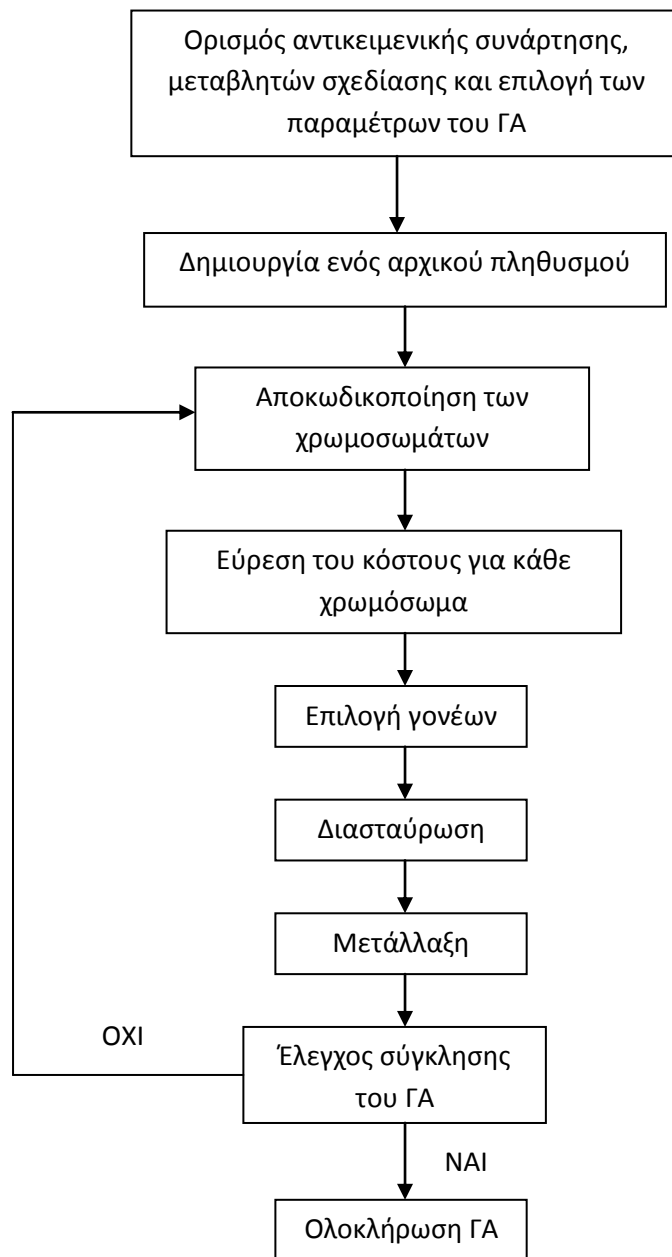 Ορισμός αντικειμενικής συνάρτησης,
μεταβλητών σχεδίασης και επιλογή των
παραμέτρων του ΓΑ
Δημιουργία ενός αρχικού πληθυσμού
Αποκωδικοποίηση των
χρωμοσωμάτων
Εύρεση του κόστους για κάθε
χρωμόσωμα
Επιλογή γονέων
Διασταύρωση
Μετάλλαξη
ΟΧΙ
Έλεγχος σύγκλησης
του ΓΑ
ΝΑΙ
Ολοκλήρωση ΓΑ